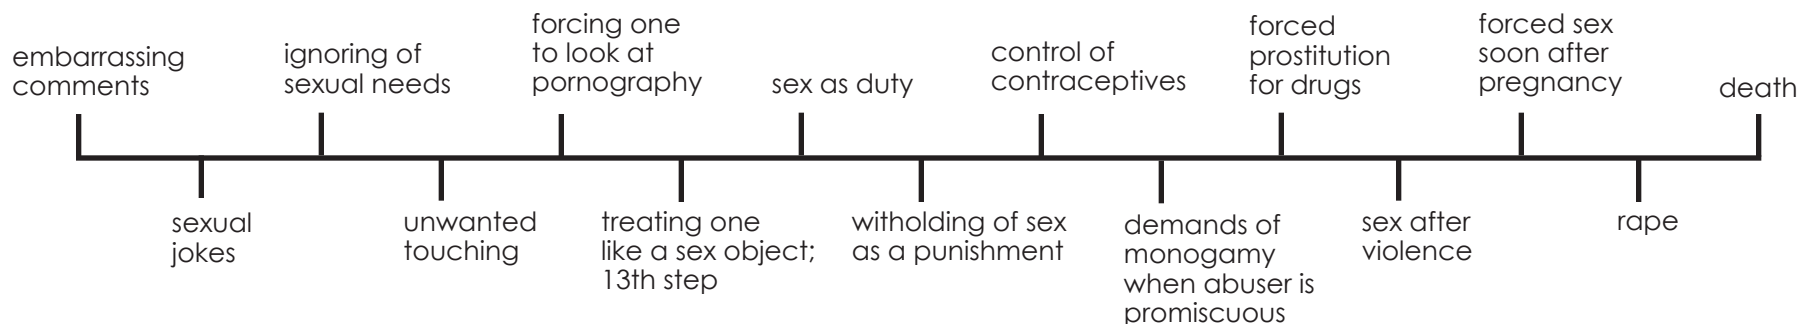 embarrassing
comments
sexual
jokes
ignoring of
sexual needs
unwanted
touching
forcing one
to look at
pornography
treating one
like a sex object;
13th step
sex as duty
witholding of sex
as a punishment
control of
contraceptives
demands of
monogamy
when abuser is
promiscuous
forced
prostitution
for drugs
sex after
violence
forced sex
soon after
pregnancy
rape
death